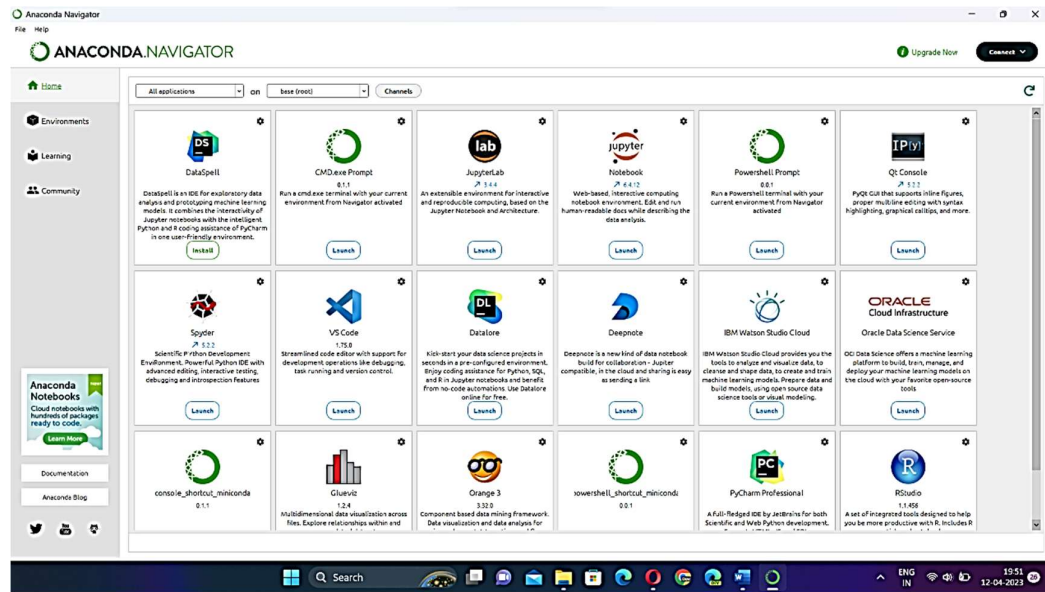 Anaconda Navigator
File Help
ANACONDA.NAVIGATOR
Upgrade Now
Connect
Home
Environments
Learning
Community
All applications
on
base (root)
Channels
DS
DataSpell
DataSpell is an IDE for exploratory data
analysis and prototyping machine learning
models. It combines the interactivity of
Jupyter notebooks with the intelligent
Python and R coding assistance of PyCharm
in one user-friendly environment.
Install
CMD.exe Prompt
0.1.1
Run a cmd.exe terminal with your current
environment from Navigator activated
Launch
lab
JupyterLab
3.4.4
An extensible environment for interactive
and reproducible computing, based on the
Jupyter Notebook and Architecture.
Launch
jupyter
Notebook
6.4.12
Web-based, interactive computing
notebook environment. Edit and run
human-readable docs while describing the
data analysis.
Launch
Powershell Prompt
0.0.1
Run a Powershell terminal with your
current environment from Navigator
activated
Launch
IP[y]
Qt Console
5.2.2
PyQt GUI that supports inline figures,
proper multiline editing with syntax
highlighting, graphical calltips, and more.
Launch
Spyder
5.2.2
Scientific Python Development
EnviRonment. Powerful Python IDE with
advanced editing, interactive testing,
debugging and introspection features
Launch
VS Code
1.75.0
Streamlined code editor with support for
development operations like debugging,
task running and version control.
Launch
DL
Datalore
Kick-start your data science projects in
seconds in a pre-configured environment.
Enjoy coding assistance for Python, SQL,
and R in Jupyter notebooks and benefit
from no-code automations. Use Datalore
online for free.
Launch
Deepnote
Deepnote is a new kind of data notebook
build for collaboration - Jupyter
compatible, in the cloud and sharing is easy
as sending a link
Launch
IBM Watson Studio Cloud
IBM Watson Studio Cloud provides you the
tools to analyze and visualize data, to
cleanse and shape data, to create and train
machine learning models. Prepare data and
build models, using open source data
science tools or visual modeling.
Launch
ORACLE
Cloud Infrastructure
Oracle Data Science Service
OCI Data Science offers a machine learning
platform to build, train, manage, and
deploy your machine learning models on
the cloud with your favorite open-source
tools
Launch
console_shortcut_miniconda
0.1.1
Glueviz
1.2.4
Multidimensional data visualization across
files. Explore relationships within and
Orange 3
3.32.0
Component based data mining framework.
Data visualization and data analysis for
powershell_shortcut_miniconda
0.0.1
PC
PyCharm Professional
A full-fledged IDE by JetBrains for both
Scientific and Web Python development.
R
RStudio
1.1.456
A set of integrated tools designed to help
you be more productive with R. Includes R
Anaconda
Notebooks
Cloud notebooks with
hundreds of packages
ready to code.
Learn More
Documentation
Anaconda Blog
Search
ENG
IN
19:51
12-04-2023
26